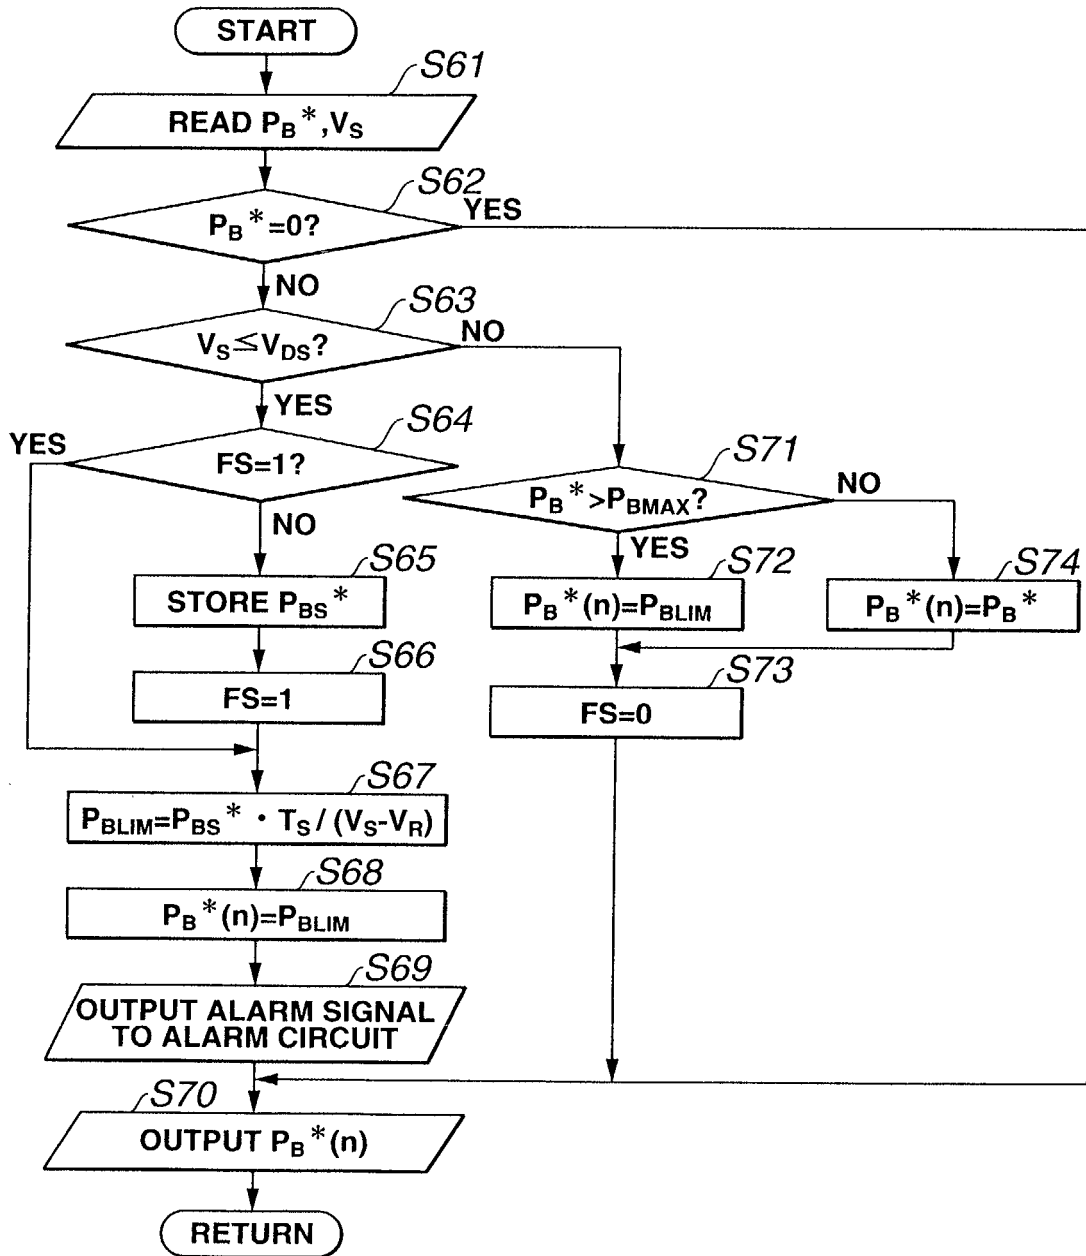 START
S61
READ P_B*,V_S
S62
P_B*=0?
YES
NO
S63
V_S≤V_DS?
NO
YES
S64
YES
FS=1?
NO
S71
P_B*>P_BMAX?
NO
YES
S65
STORE P_BS*
S72
P_B*(n)=P_BLIM
S74
P_B*(n)=P_B*
S66
FS=1
S73
FS=0
S67
P_BLIM=P_BS*・T_S/(V_S-V_R)
S68
P_B*(n)=P_BLIM
S69
OUTPUT ALARM SIGNAL
TO ALARM CIRCUIT
S70
OUTPUT P_B*(n)
RETURN